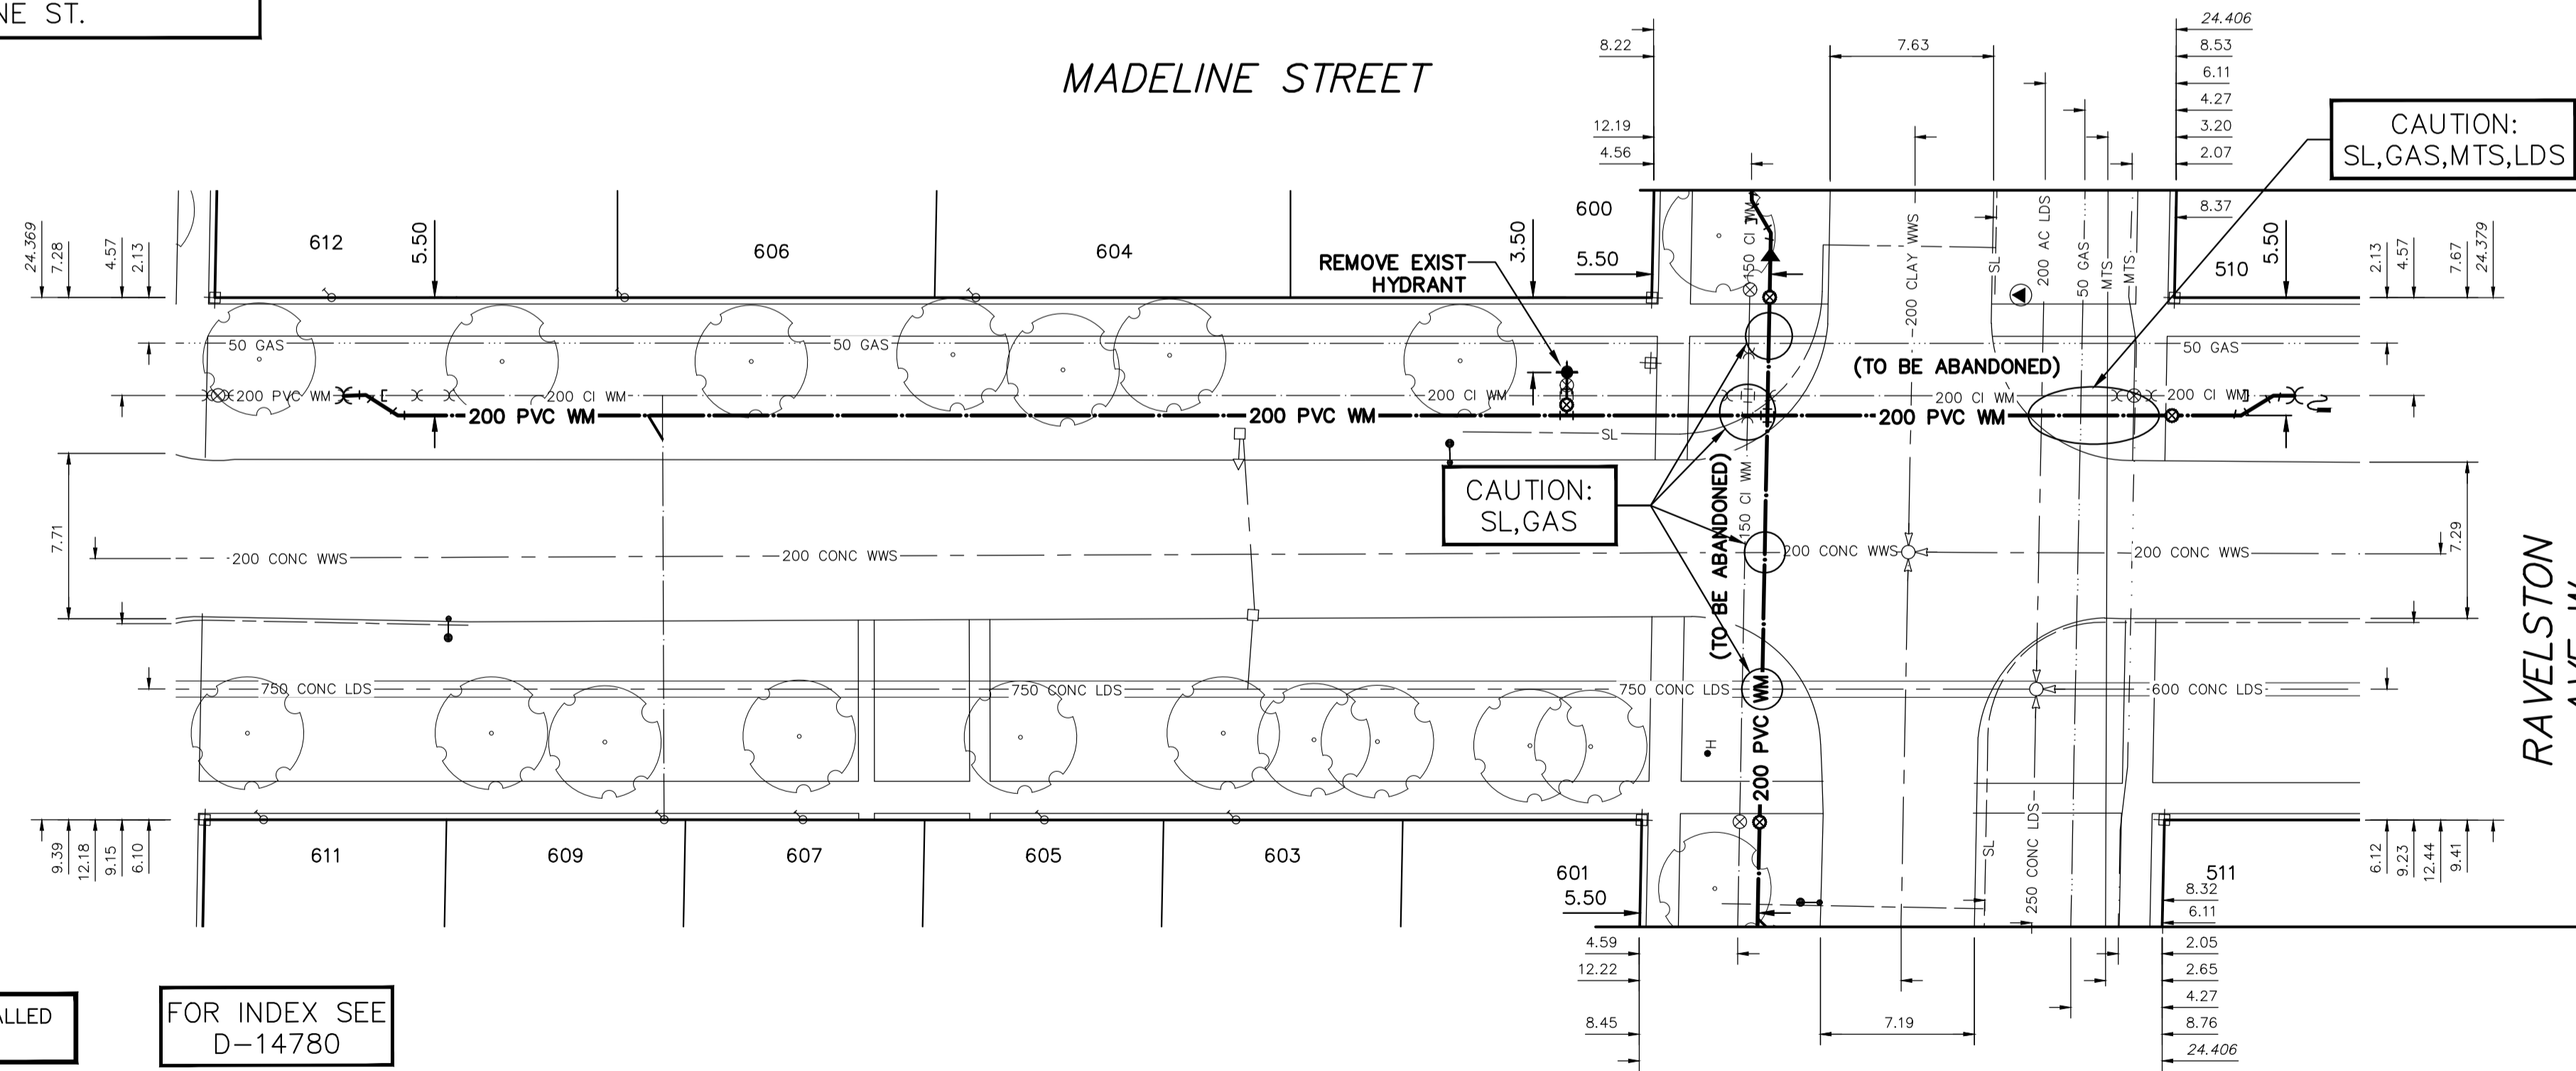 NE ST.
MADELINE STREET
24.406
8.22
7.63
8.53
6.11
4.27
12.19
3.20
4.56
2.07
CAUTION:
SL,GAS,MTS,LDS
8.37
24.369
7.28
4.57
2.13
612
5.50
606
604
REMOVE EXIST
HYDRANT
3.50
600
5.50
150 CI WM
200 CLAY WWS
SL
200 AC LDS
50 GAS
MTS
MTS
510
5.50
2.13
4.57
7.67
24.379
50 GAS
50 GAS
50 GAS
(TO BE ABANDONED)
200 PVC WM
200 CI WM
200 CI WM
200 CI WM
200 CI WM
200 PVC WM
200 PVC WM
200 PVC WM
SL
CAUTION:
SL,GAS
(TO BE ABANDONED)
150 CI WM
7.71
7.29
200 CONC WWS
200 CONC WWS
200 CONC WWS
200 CONC WWS
RAVELSTON
750 CONC LDS
750 CONC LDS
750 CONC LDS
600 CONC LDS
200 PVC WM
H
SL
250 CONC LDS
9.39
12.18
9.15
6.10
611
609
607
605
603
601
5.50
511
8.32
6.11
6.12
9.23
12.44
9.41
4.59
2.05
12.22
2.65
4.27
8.45
7.19
8.76
24.406
ALLED
FOR INDEX SEE
D-14780